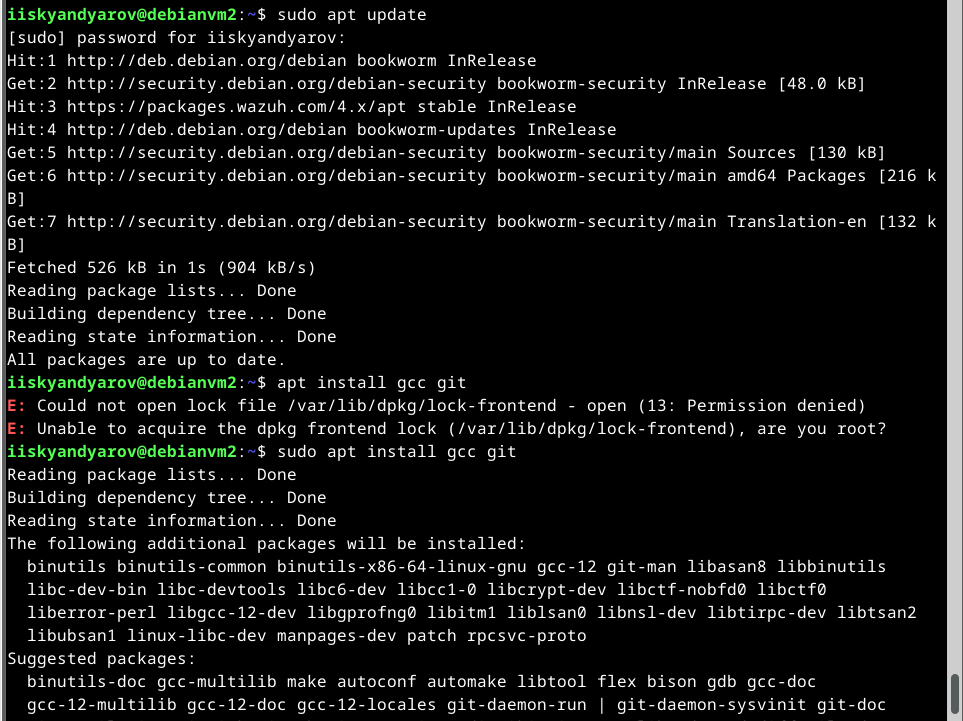 iiskyandyarov@debianvm2:~$ sudo apt update
[sudo] password for iiskyandyarov:
Hit:1 http://deb.debian.org/debian bookworm InRelease
Get:2 http://security.debian.org/debian-security bookworm-security InRelease [48.0 kB]
Hit:3 https://packages.wazuh.com/4.x/apt stable InRelease
Hit:4 http://deb.debian.org/debian bookworm-updates InRelease
Get:5 http://security.debian.org/debian-security bookworm-security/main Sources [130 kB]
Get:6 http://security.debian.org/debian-security bookworm-security/main amd64 Packages [216 k
B]
Get:7 http://security.debian.org/debian-security bookworm-security/main Translation-en [132 k
B]
Fetched 526 kB in 1s (904 kB/s)
Reading package lists... Done
Building dependency tree... Done
Reading state information... Done
All packages are up to date.
iiskyandyarov@debianvm2:~$ apt install gcc git
E: Could not open lock file /var/lib/dpkg/lock-frontend - open (13: Permission denied)
E: Unable to acquire the dpkg frontend lock (/var/lib/dpkg/lock-frontend), are you root?
iiskyandyarov@debianvm2:~$ sudo apt install gcc git
Reading package lists... Done
Building dependency tree... Done
Reading state information... Done
The following additional packages will be installed:
  binutils binutils-common binutils-x86-64-linux-gnu gcc-12 git-man libasan8 libbinutils
  libc-dev-bin libc-devtools libc6-dev libcc1-0 libcrypt-dev libctf-nobfd0 libctf0
  liberror-perl libgcc-12-dev libgprofng0 libitm1 liblsan0 libnsl-dev libtirpc-dev libtsan2
  libubsan1 linux-libc-dev manpages-dev patch rpcsvc-proto
Suggested packages:
  binutils-doc gcc-multilib make autoconf automake libtool flex bison gdb gcc-doc
  gcc-12-multilib gcc-12-doc gcc-12-locales git-daemon-run | git-daemon-sysvinit git-doc